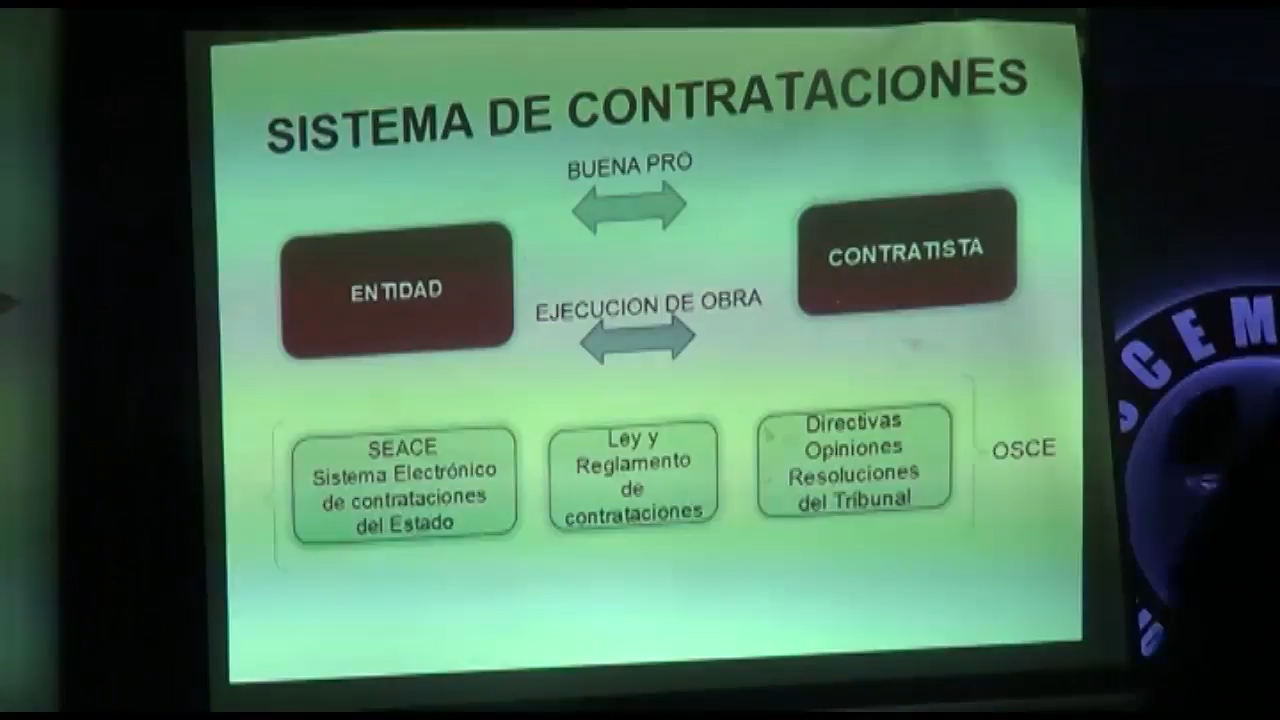 SISTEMA DE CONTRATACIONES
BUENA PRO
ENTIDAD
CONTRATISTA
EJECUCION DE OBRA
SEACE
Sistema Electrónico
de contrataciones
del Estado
Ley y
Reglamento
de
contrataciones
Directivas
Opiniones
Resoluciones
del Tribunal
OSCE
CEM